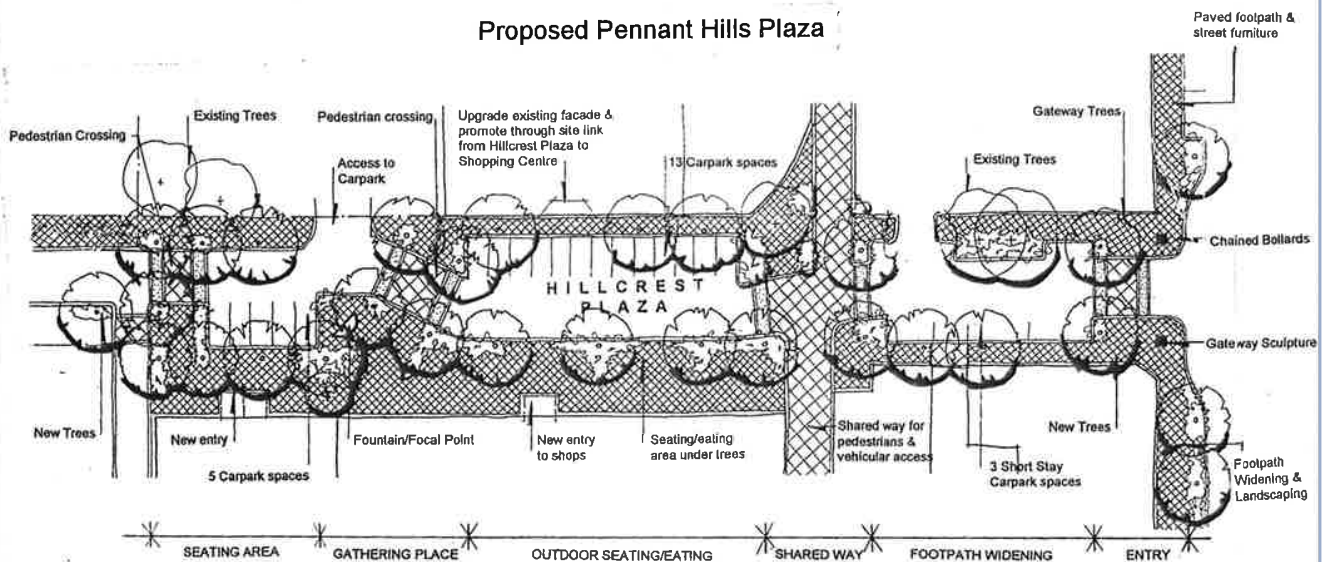 Proposed Pennant Hills Plaza
Paved footpath &
street furniture
Pedestrian Crossing
Existing Trees
Pedestrian crossing
Upgrade existing facade &
promote through site link
from Hillcrest Plaza to
Shopping Centre
Access to
Carpark
13 Carpark spaces
Gateway Trees
Existing Trees
Chained Bollards
HILLCREST
PLAZA
Gateway Sculpture
New Trees
New entry
5 Carpark spaces
Fountain/Focal Point
New entry
to shops
Seating/eating
area under trees
Shared way for
pedestrians &
vehicular access
3 Short Stay
Carpark spaces
New Trees
Footpath
Widening &
Landscaping
SEATING AREA
GATHERING PLACE
OUTDOOR SEATING/EATING
SHARED WAY
FOOTPATH WIDENING
ENTRY